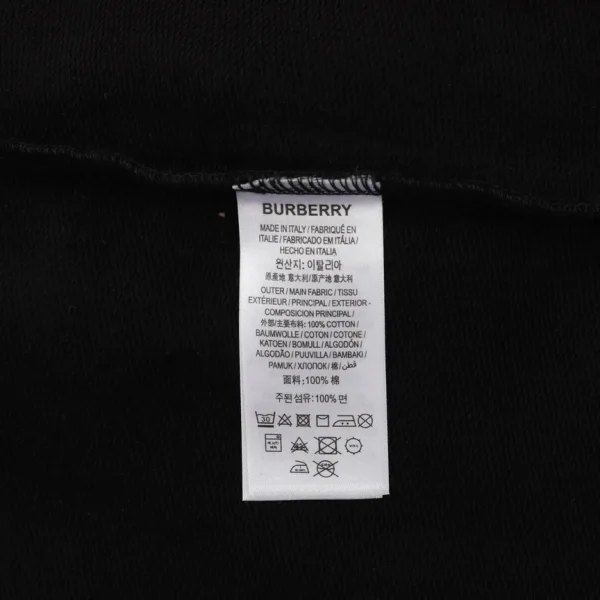 BURBERRY
MADE IN ITALY / FABRIQUÉ EN
ITALIE / FABRICADO EM ITÁLIA /
HECHO EN ITALIA
원산지: 이탈리아
原產地 意大利/原产地 意大利
OUTER / MAIN FABRIC / TISSU
EXTÉRIEUR / PRINCIPAL / EXTERIOR-
COMPOSICION PRINCIPAL /
外部/主要布料: 100% COTTON /
BAUMWOLLE / COTON / COTONE /
KATOEN / BOMULL / ALGODÓN /
ALGODÃO / PUUVILLA / BAMBAKI /
PAMUK / ХЛОПОК / 棉 / قطن
面料:100% 棉
주된 섬유:100% 면
30